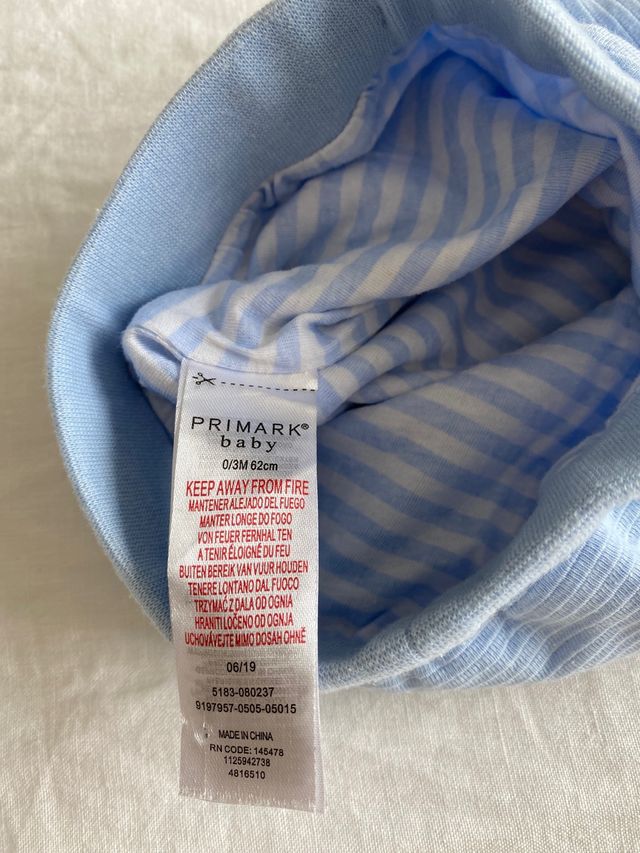 PRIMARK®
baby
0/3M 62cm
KEEP AWAY FROM FIRE
MANTENER ALEJADO DEL FUEGO
MANTER LONGE DO FOGO
VON FEUER FERNHAL TEN
A TENIR ÉLOIGNÉ DU FEU
BUITEN BEREIK VAN VUUR HOUDEN
TENERE LONTANO DAL FUOCO
TRZYMAĆ Z DALA OD OGNIA
HRANITI LOČENO OD OGNJA
UCHOVÁVEJTE MIMO DOSAH OHNĚ
06/19
5183-080237
9197957-0505-05015
MADE IN CHINA
RN CODE: 145478
1125942738
4816510